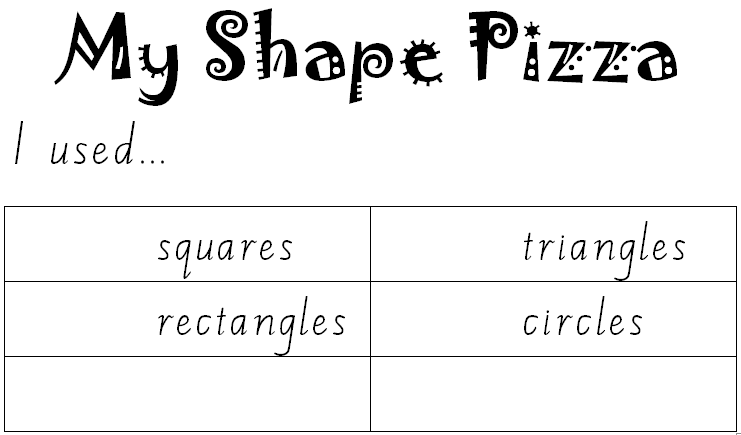 My Shape Pizza
I used...
squares triangles
rectangles circles